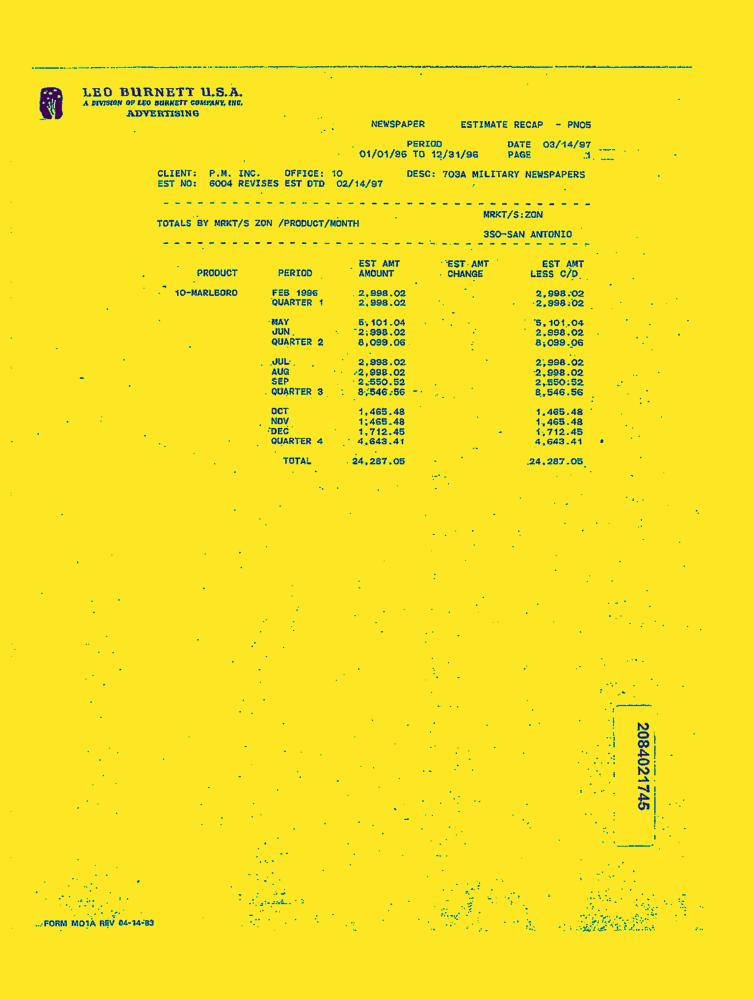 LEO BURNETT U.S.A.
A DIVISION OF LEO BURNETT COMPANY, INC.
ADVERTISING
NEWSPAPER ESTIMATE RECAP - PNO5
PERIOD DATE 03/14/97
01/01/96 TO 12/31/96 PAGE 1
CLIENT: P.M. INC. OFFICE: 10 DESC: 703A MILITARY NEWSPAPERS
EST NO: 6004 REVISES EST DTD 02/14/97
MRKT/S:ZON
TOTALS BY MRKT/S ZON /PRODUCT/MONTH
3SO-SAN ANTONIO
EST AMT EST AMT EST AMT
PRODUCT PERIOD AMOUNT CHANGE LESS C/D
10-MARLBORO FEB 1996 2,998.02 2,998.02
QUARTER 1 2,998.02 2,998.02
MAY 5,101.04 5,101.04
JUN 2,998.02 2,998.02
QUARTER 2 8,099.06 8,099.06
JUL 2,998.02 2,998.02
AUG 2,998.02 2,998.02
SEP 2,550.52 2,550.52
QUARTER 3 8,546.56 8,546.56
OCT 1,465.48 1,465.48
NOV 1,465.48 1,465.48
DEC 1,712.45 1,712.45
QUARTER 4 4,643.41 4,643.41
TOTAL 24,287.05 24,287.05
2084021745
FORM MO1A REV 04-14-83